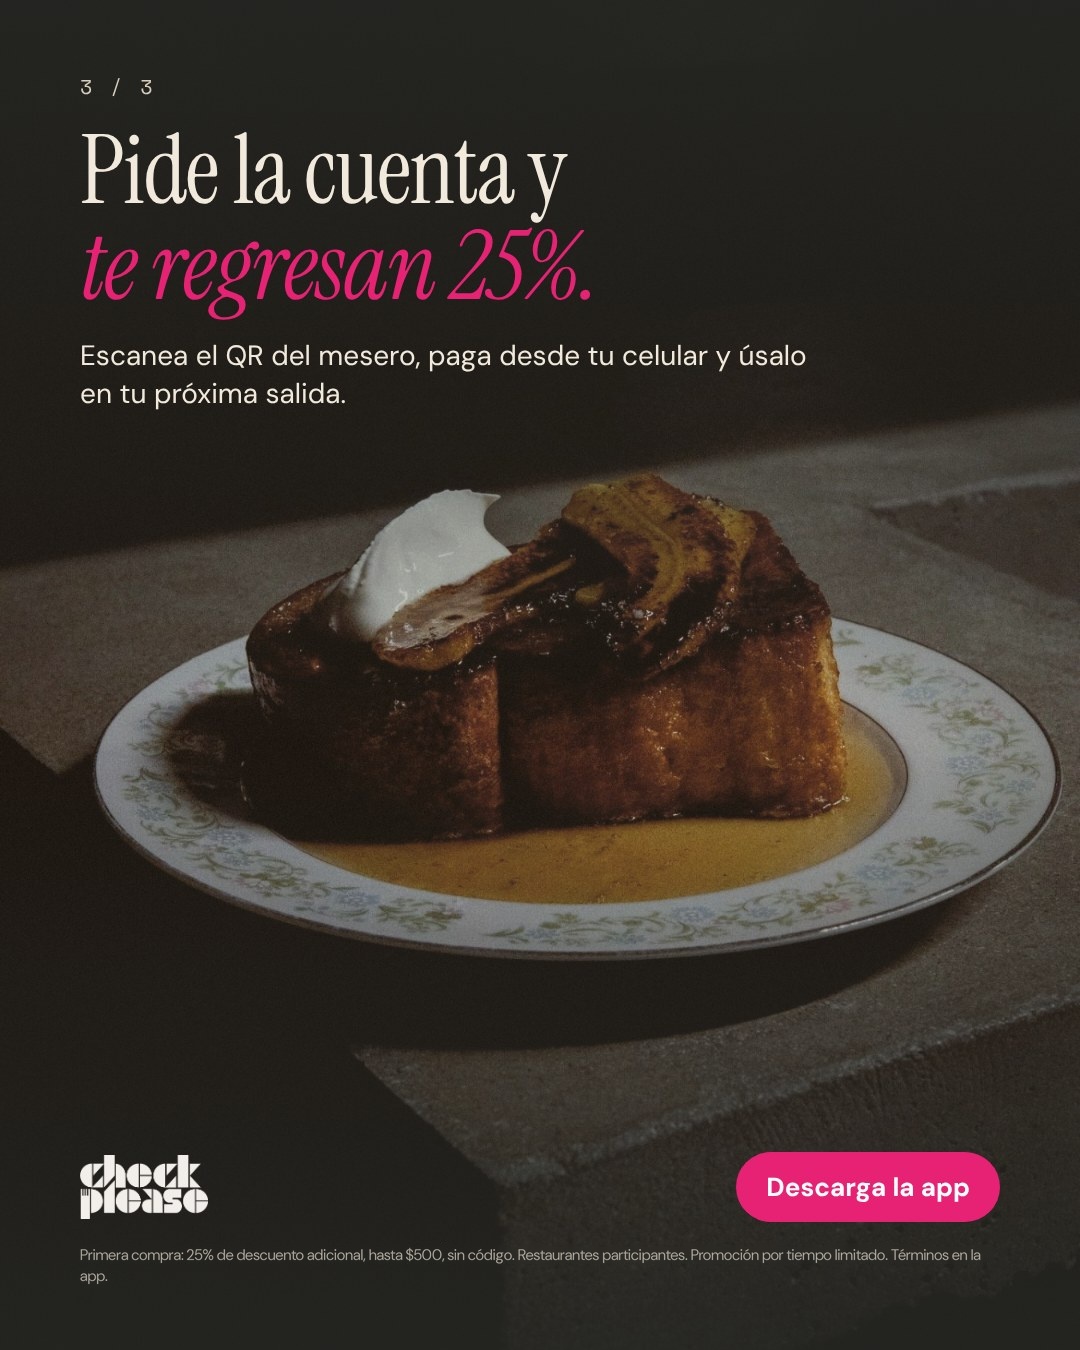 3 / 3
Pide la cuenta y
te regresan 25%.
Escanea el QR del mesero, paga desde tu celular y úsalo
en tu próxima salida.
check
please
Descarga la app
Primera compra: 25% de descuento adicional, hasta $500, sin código. Restaurantes participantes. Promoción por tiempo limitado. Términos en la
app.